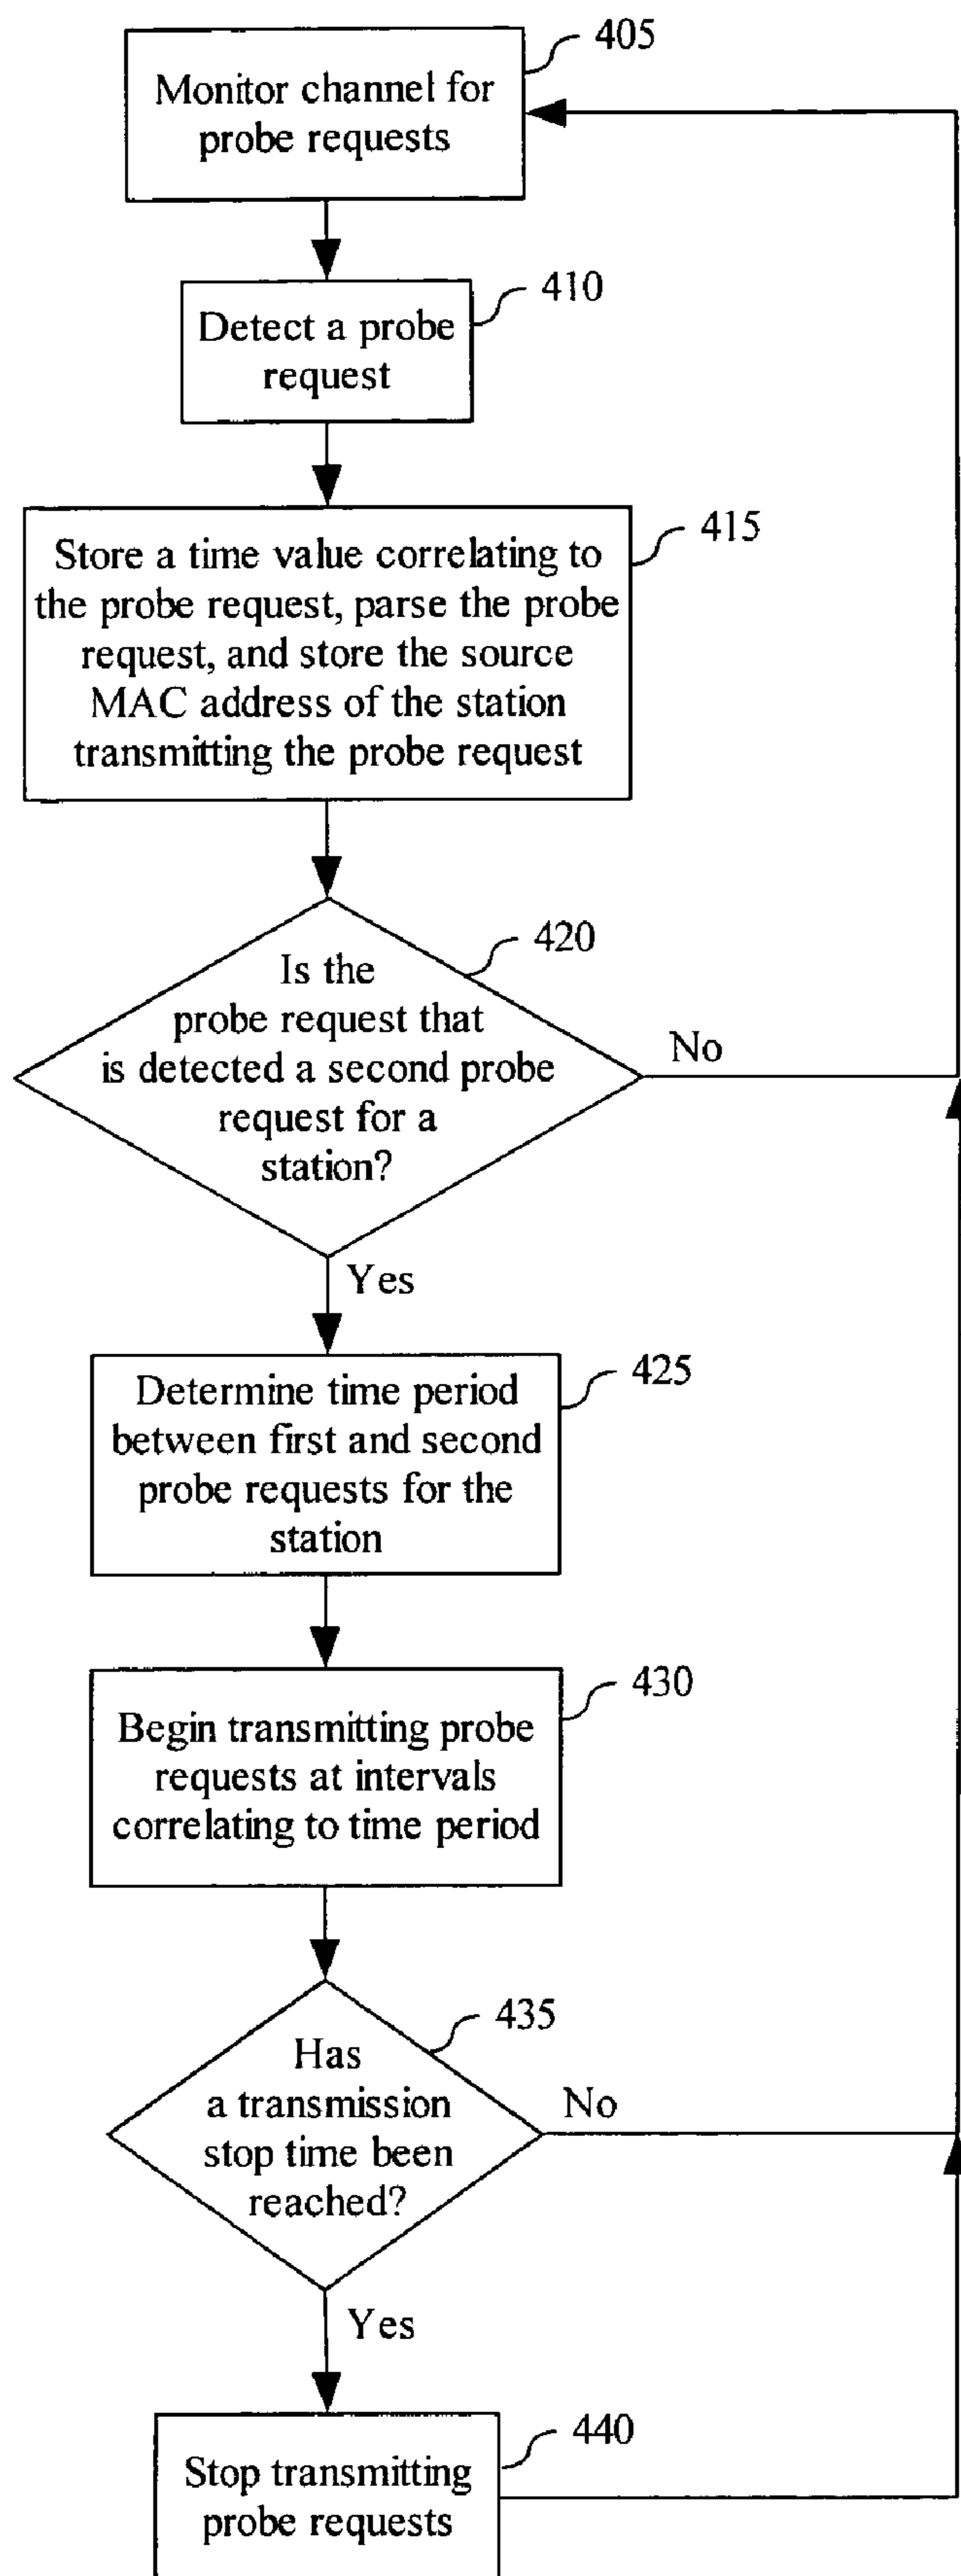 405
Monitor channel for
probe requests
410
Detect a probe
request
415
Store a time value correlating to
the probe request, parse the probe
request, and store the source
MAC address of the station
transmitting the probe request
420
Is the
probe request that
is detected a second probe
request for a
station?
No
Yes
425
Determine time period
between first and second
probe requests for the
station
430
Begin transmitting probe
requests at intervals
correlating to time period
435
Has
a transmission
stop time been
reached?
No
Yes
440
Stop transmitting
probe requests